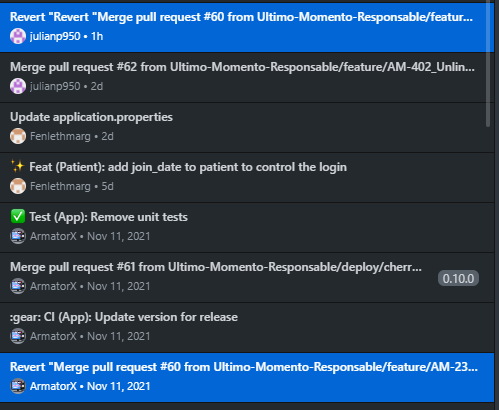 Revert "Revert "Merge pull request #60 from Ultimo-Momento-Responsable/featur...
julianp950 • 1h
Merge pull request #62 from Ultimo-Momento-Responsable/feature/AM-402_Unlin...
julianp950 • 2d
Update application.properties
Fenlethmarg • 2d
✨ Feat (Patient): add join_date to patient to control the login
Fenlethmarg • 5d
✅ Test (App): Remove unit tests
ArmatorX • Nov 11, 2021
Merge pull request #61 from Ultimo-Momento-Responsable/deploy/cherr...
0.10.0
ArmatorX • Nov 11, 2021
:gear: CI (App): Update version for release
ArmatorX • Nov 11, 2021
Revert "Merge pull request #60 from Ultimo-Momento-Responsable/feature/AM-23...
ArmatorX • Nov 11, 2021